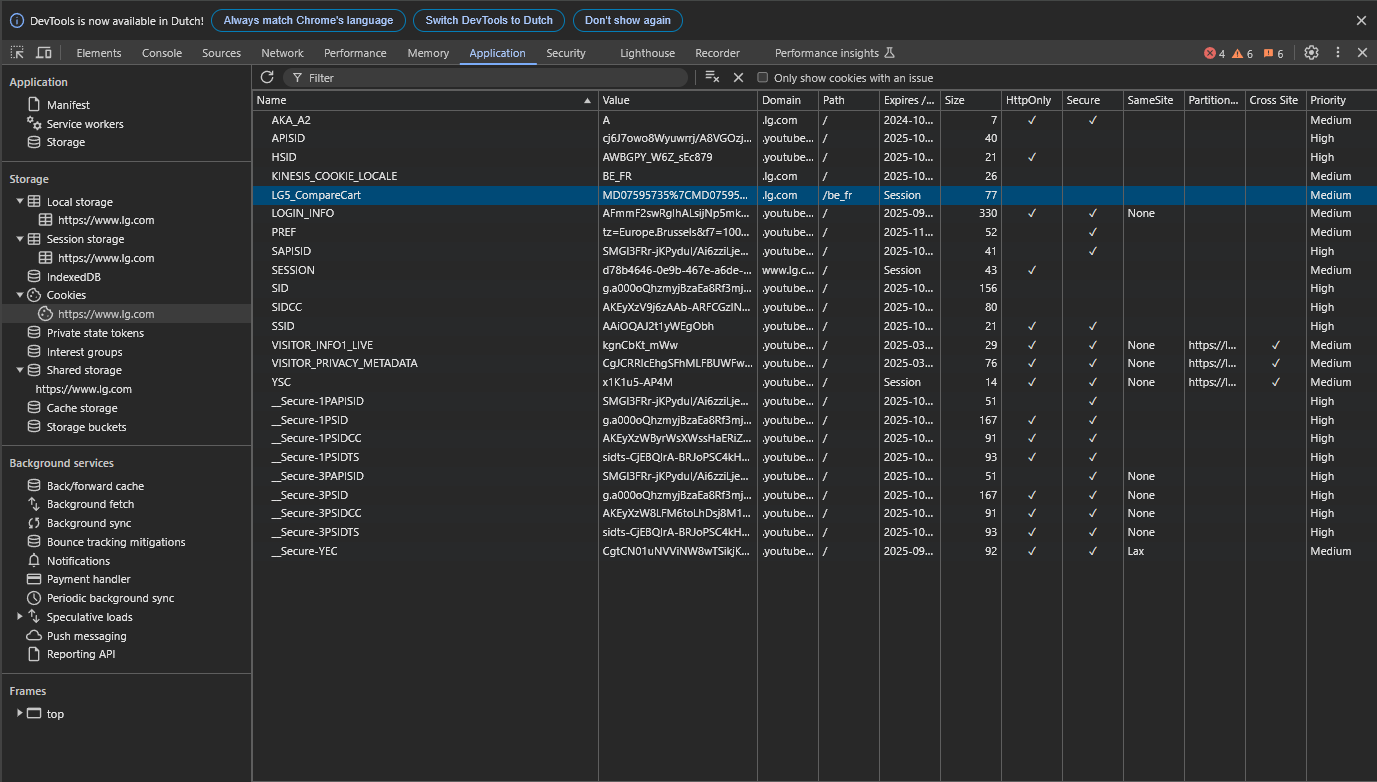 DevTools is now available in Dutch! Always match Chrome's language Switch DevTools to Dutch Don't show again
Elements Console Sources Network Performance Memory Application Security Lighthouse Recorder Performance insights 4 6 6
Application
Manifest
Service workers
Storage
Storage
Local storage
https://www.lg.com
Session storage
https://www.lg.com
IndexedDB
Cookies
https://www.lg.com
Private state tokens
Interest groups
Shared storage
https://www.lg.com
Cache storage
Storage buckets
Background services
Back/forward cache
Background fetch
Background sync
Bounce tracking mitigations
Notifications
Payment handler
Periodic background sync
Speculative loads
Push messaging
Reporting API
Frames
top
Filter Only show cookies with an issue
Name Value Domain Path Expires /... Size HttpOnly Secure SameSite Partition... Cross Site Priority
AKA_A2 A .lg.com / 2024-10... 7 ✓ ✓ Medium
APISID cj6J7owo8Wyuwrrj/A8VGOzj... .youtube... / 2025-10... 40 High
HSID AWBGPY_W6Z_sEc879 .youtube... / 2025-10... 21 ✓ High
KINESIS_COOKIE_LOCALE BE_FR .lg.com / 2025-10... 26 Medium
LG5_CompareCart MD07595735%7CMD07595... .lg.com /be_fr Session 77 Medium
LOGIN_INFO AFmmF2swRgIhALsijNp5mk... .youtube... / 2025-09... 330 ✓ ✓ None Medium
PREF tz=Europe.Brussels&f7=100... .youtube... / 2025-11... 52 ✓ Medium
SAPISID SMGI3FRr-jKPyduI/Ai6zziLje... .youtube... / 2025-10... 41 ✓ High
SESSION d78b4646-0e9b-467e-a6de-... www.lg.c... / Session 43 ✓ Medium
SID g.a000oQhzmyjBzaEa8Rf3mj... .youtube... / 2025-10... 156 High
SIDCC AKEyXzV9j6zAAb-ARFCGzIN... .youtube... / 2025-10... 80 High
SSID AAiOQAJ2t1yWEgObh .youtube... / 2025-10... 21 ✓ ✓ High
VISITOR_INFO1_LIVE kgnCbKt_mWw .youtube... / 2025-03... 29 ✓ ✓ None https://l... ✓ Medium
VISITOR_PRIVACY_METADATA CgJCRRIcEhgSFhMLFBUWFw... .youtube... / 2025-03... 76 ✓ ✓ None https://l... ✓ Medium
YSC x1K1u5-AP4M .youtube... / Session 14 ✓ ✓ None https://l... ✓ Medium
__Secure-1PAPISID SMGI3FRr-jKPyduI/Ai6zziLje... .youtube... / 2025-10... 51 ✓ High
__Secure-1PSID g.a000oQhzmyjBzaEa8Rf3mj... .youtube... / 2025-10... 167 ✓ ✓ High
__Secure-1PSIDCC AKEyXzWByrWsXWssHaERiZ... .youtube... / 2025-10... 91 ✓ ✓ High
__Secure-1PSIDTS sidts-CjEBQlrA-BRJoPSC4kH... .youtube... / 2025-10... 93 ✓ ✓ High
__Secure-3PAPISID SMGI3FRr-jKPyduI/Ai6zziLje... .youtube... / 2025-10... 51 ✓ None High
__Secure-3PSID g.a000oQhzmyjBzaEa8Rf3mj... .youtube... / 2025-10... 167 ✓ ✓ None High
__Secure-3PSIDCC AKEyXzW8LFM6toLhDsj8M1... .youtube... / 2025-10... 91 ✓ ✓ None High
__Secure-3PSIDTS sidts-CjEBQlrA-BRJoPSC4kH... .youtube... / 2025-10... 93 ✓ ✓ None High
__Secure-YEC CgtCN01uNVViNW8wTSikjK... .youtube... / 2025-09... 92 ✓ ✓ Lax Medium